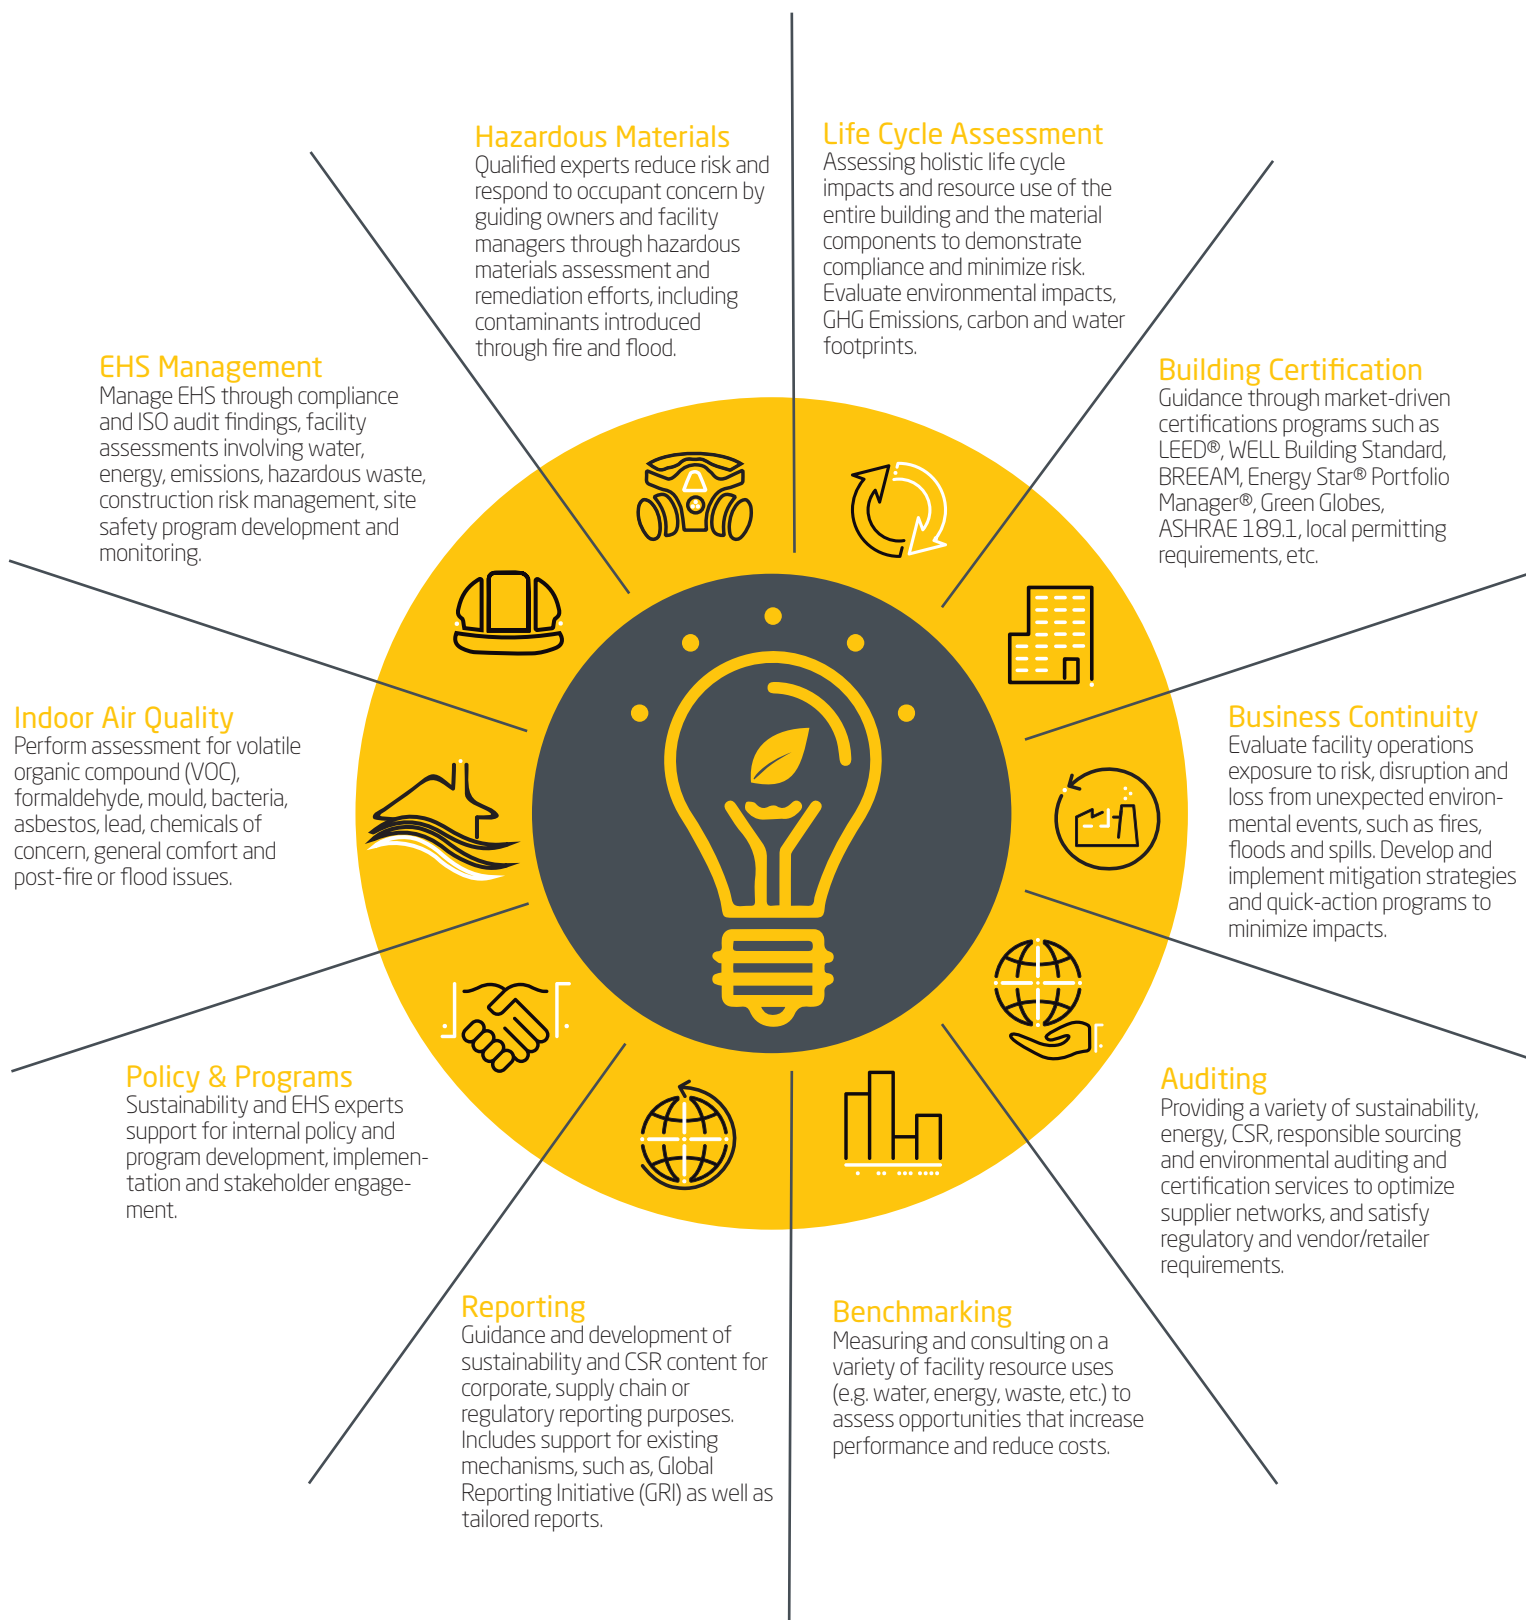 Hazardous Materials
Qualified experts reduce risk and
respond to occupant concern by
guiding owners and facility
managers through hazardous
materials assessment and
remediation efforts, including
contaminants introduced
through fire and flood.
Life Cycle Assessment
Assessing holistic life cycle
impacts and resource use of the
entire building and the material
components to demonstrate
compliance and minimize risk.
Evaluate environmental impacts,
GHG Emissions, carbon and water
footprints.
EHS Management
Manage EHS through compliance
and ISO audit findings, facility
assessments involving water,
energy, emissions, hazardous waste,
construction risk management, site
safety program development and
monitoring.
Building Certification
Guidance through market-driven
certifications programs such as
LEED®, WELL Building Standard,
BREEAM, Energy Star® Portfolio
Manager®, Green Globes,
ASHRAE 189.1, local permitting
requirements, etc.
Indoor Air Quality
Perform assessment for volatile
organic compound (VOC),
formaldehyde, mould, bacteria,
asbestos, lead, chemicals of
concern, general comfort and
post-fire or flood issues.
Business Continuity
Evaluate facility operations
exposure to risk, disruption and
loss from unexpected environ-
mental events, such as fires,
floods and spills. Develop and
implement mitigation strategies
and quick-action programs to
minimize impacts.
Policy & Programs
Sustainability and EHS experts
support for internal policy and
program development, implemen-
tation and stakeholder engage-
ment.
Auditing
Providing a variety of sustainability,
energy, CSR, responsible sourcing
and environmental auditing and
certification services to optimize
supplier networks, and satisfy
regulatory and vendor/retailer
requirements.
Reporting
Guidance and development of
sustainability and CSR content for
corporate, supply chain or
regulatory reporting purposes.
Includes support for existing
mechanisms, such as, Global
Reporting Initiative (GRI) as well as
tailored reports.
Benchmarking
Measuring and consulting on a
variety of facility resource uses
(e.g. water, energy, waste, etc.) to
assess opportunities that increase
performance and reduce costs.